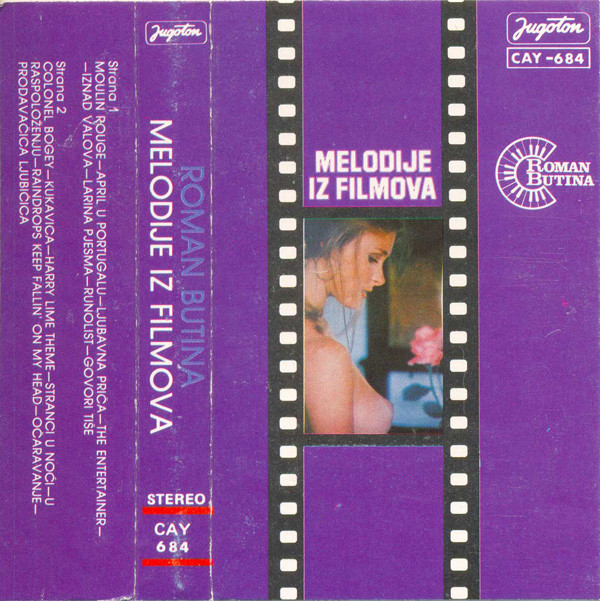 Strana 1
MOULIN ROUGE—APRIL U PORTUGALU—LJUBAVNA PRIČA—THE ENTERTAINER—
—IZNAD VALOVA—LARINA PJESMA—RUNOLIST—GOVORI TIŠE
Strana 2
COLONEL BOGEY—KUKAVICA—HARRY LIME THEME—STRANCI U NOĆI—U
RASPOLOŽENJU—RAINDROPS KEEP FALLIN' ON MY HEAD—OČARAVANJE—
PRODAVAČICA LJUBIČICA
Jugoton
ROMAN BUTINA
MELODIJE IZ FILMOVA
STEREO
CAY
684
Jugoton
CAY-684
MELODIJE
IZ FILMOVA
ROMAN
BUTINA